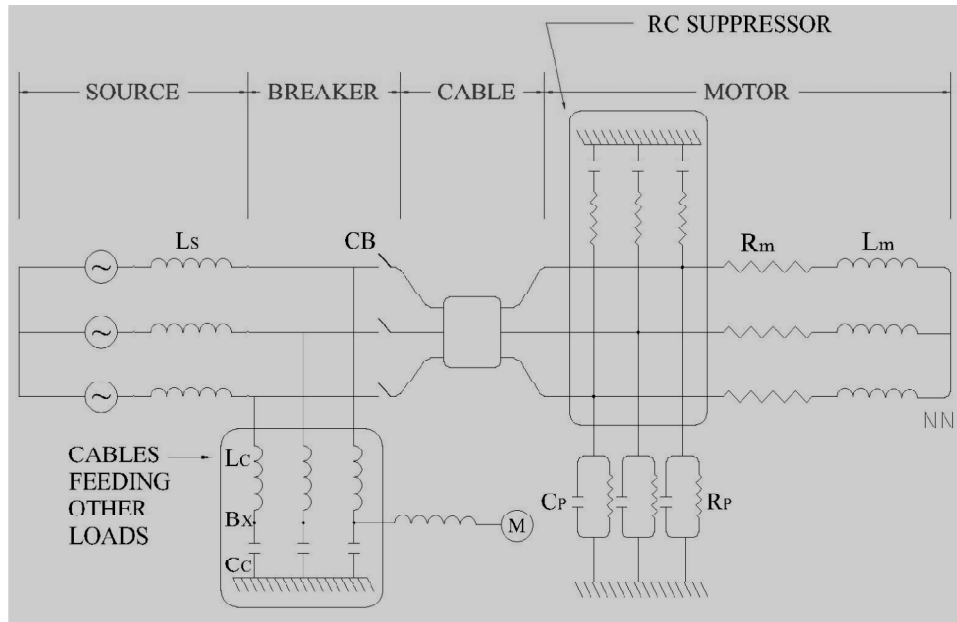 RC SUPPRESSOR
SOURCE BREAKER CABLE MOTOR
Ls CB Rm Lm
~
~
~
NN
CABLES
FEEDING
OTHER
LOADS
Lc
Bx
Cc
M
CP RP